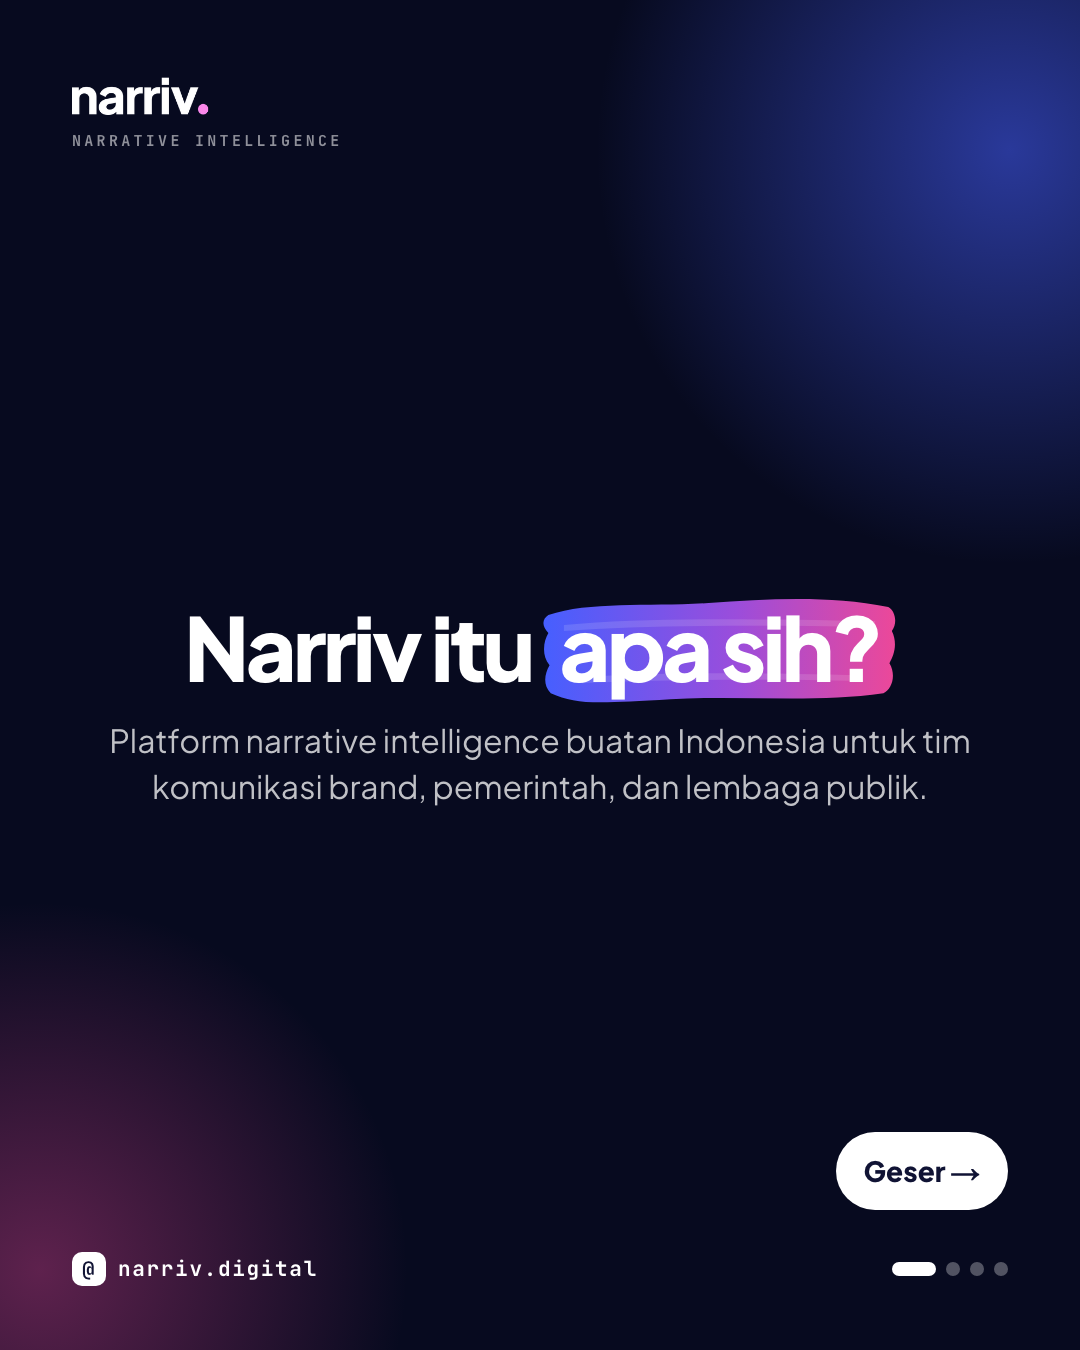 narriv.
NARRATIVE INTELLIGENCE
Narriv itu apa sih?
Platform narrative intelligence buatan Indonesia untuk tim
komunikasi brand, pemerintah, dan lembaga publik.
Geser →
@ narriv.digital